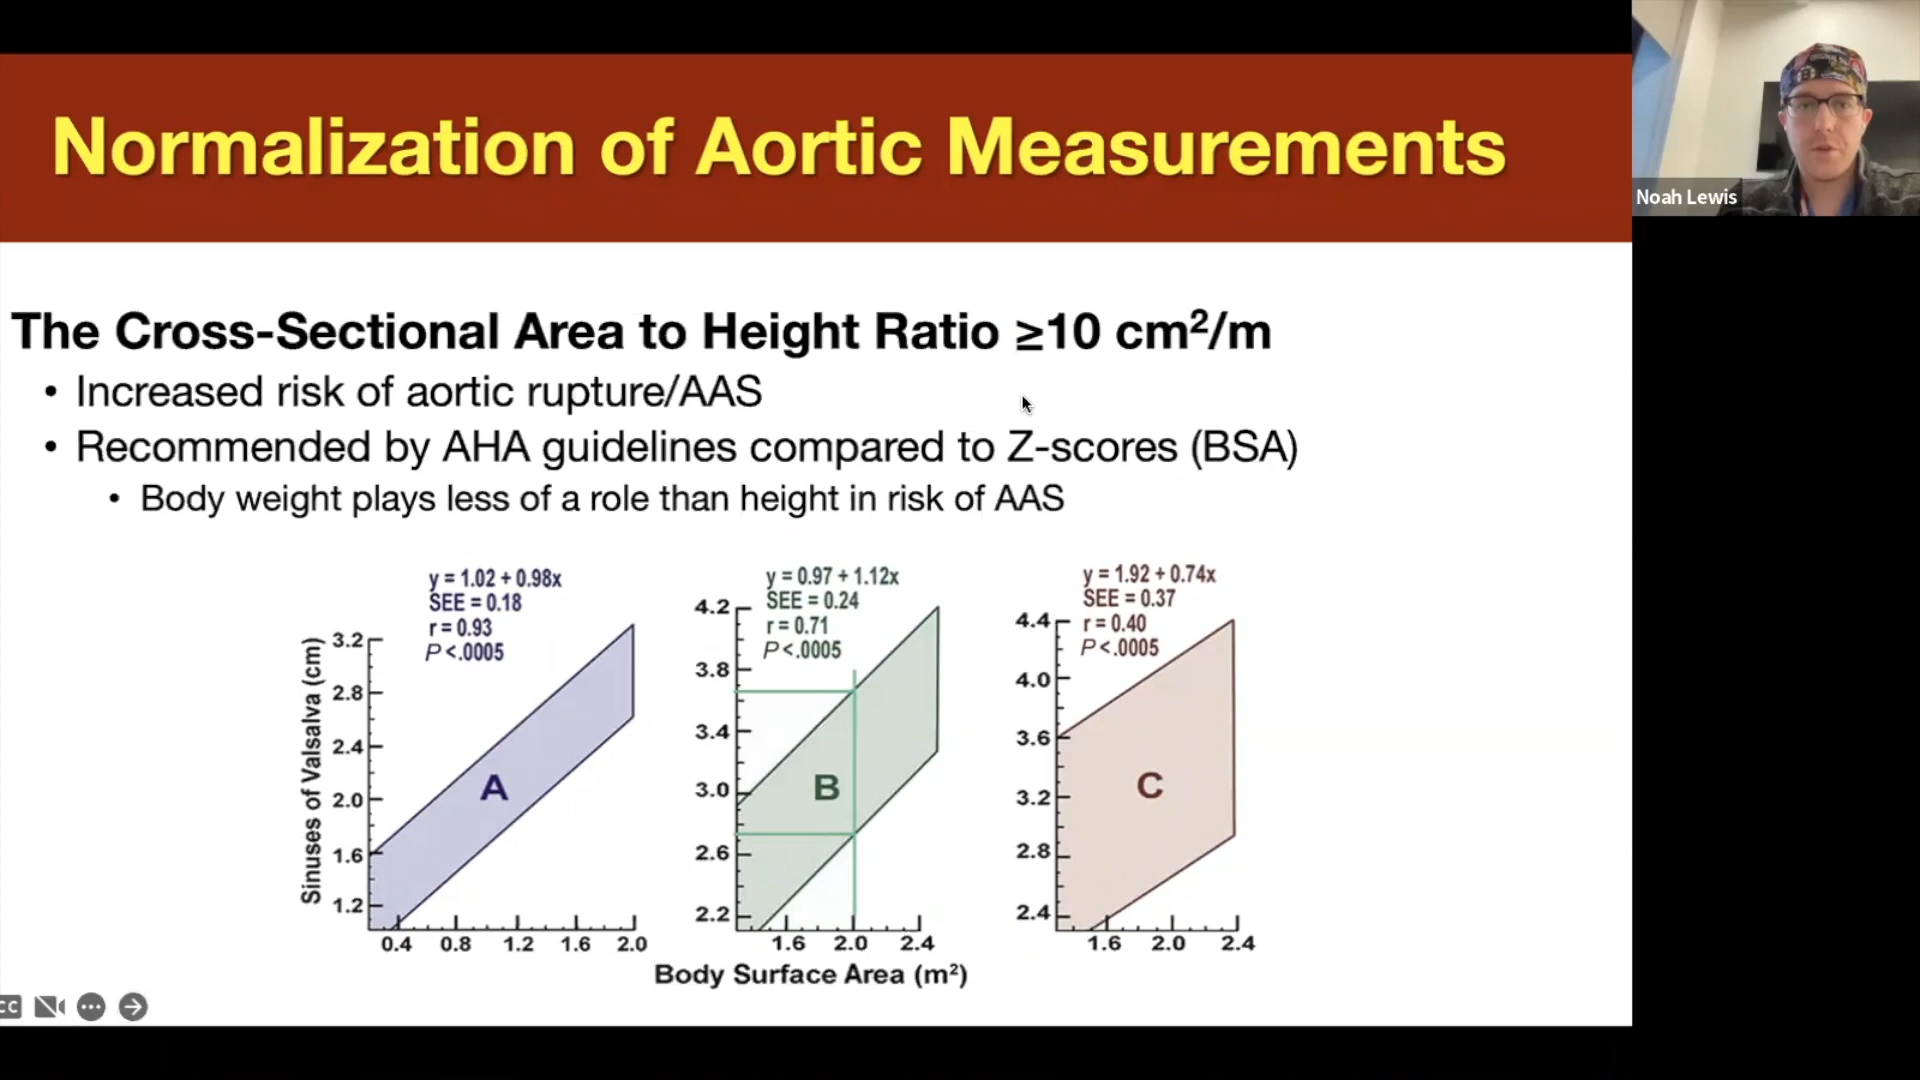 Normalization of Aortic Measurements
Noah Lewis
The Cross-Sectional Area to Height Ratio ≥10 cm²/m
• Increased risk of aortic rupture/AAS
• Recommended by AHA guidelines compared to Z-scores (BSA)
• Body weight plays less of a role than height in risk of AAS
y = 1.02 + 0.98x
SEE = 0.18
r = 0.93
P <.0005
y = 0.97 + 1.12x
SEE = 0.24
r = 0.71
P <.0005
y = 1.92 + 0.74x
SEE = 0.37
r = 0.40
P <.0005
Sinuses of Valsalva (cm)
3.2
2.8
2.4
2.0
1.6
1.2
A
0.4 0.8 1.2 1.6 2.0
4.2
3.8
3.4
3.0
2.6
2.2
B
1.6 2.0 2.4
4.4
4.0
3.6
3.2
2.8
2.4
C
1.6 2.0 2.4
Body Surface Area (m²)
CC